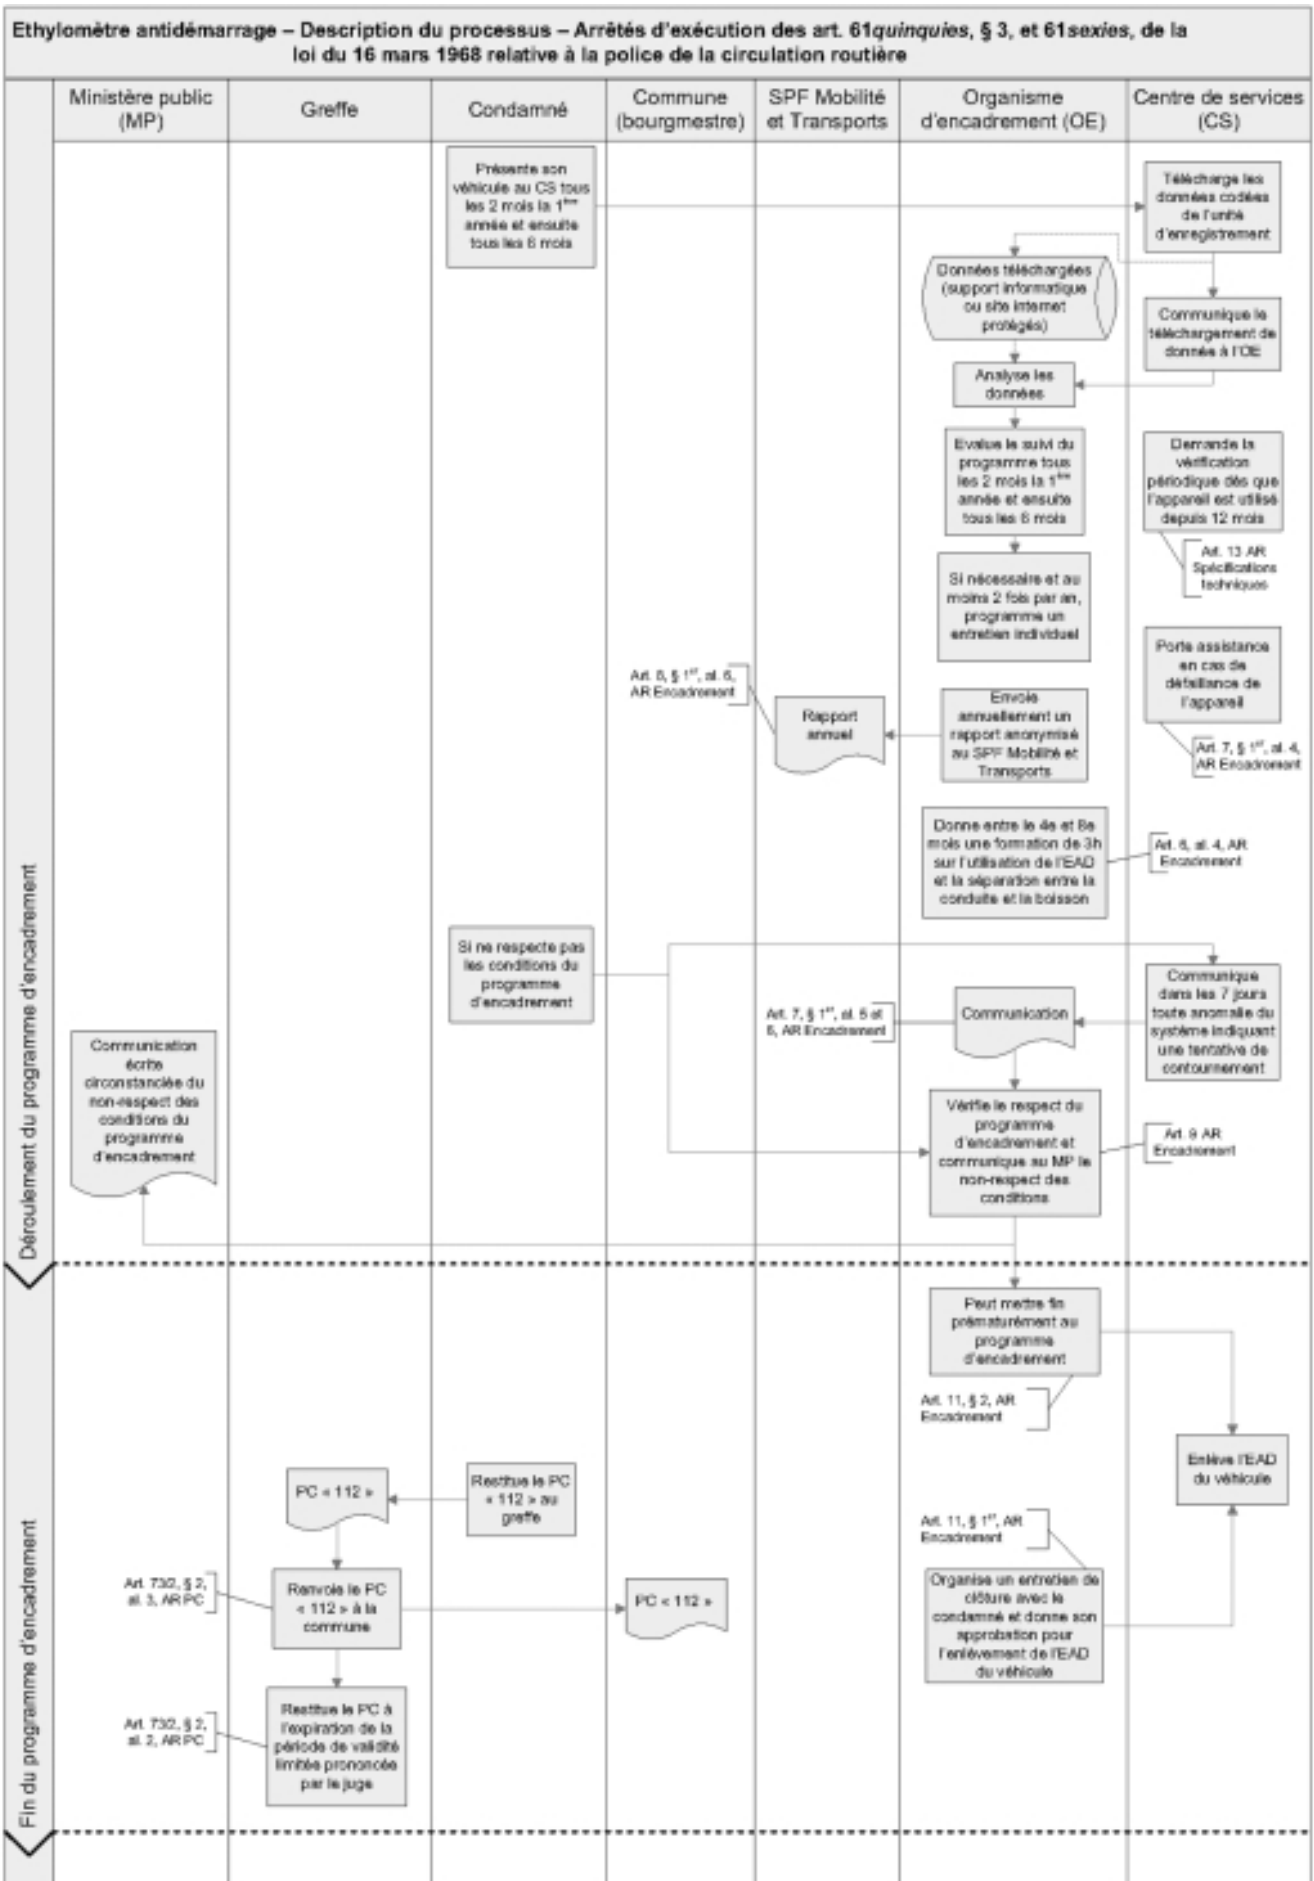 Ethylomètre antidémarrage – Description du processus – Arrêtés d'exécution des art. 61quinquies, § 3, et 61sexies, de la
loi du 16 mars 1968 relative à la police de la circulation routière
Ministère public
(MP)
Greffe
Condamné
Commune
(bourgmestre)
SPF Mobilité
et Transports
Organisme
d'encadrement (OE)
Centre de services
(CS)
Déroulement du programme d'encadrement
Présente son
véhicule au CS tous
les 2 mois la 1ère
année et ensuite
tous les 6 mois
Télécharge les
données codées
de l'unité
d'enregistrement
Données téléchargées
(support informatique
ou site internet
protégés)
Communique le
téléchargement de
donnée à l'OE
Analyse les
données
Evalue le suivi du
programme tous
les 2 mois la 1ère
année et ensuite
tous les 6 mois
Demande la
vérification
périodique dès que
l'appareil est utilisé
depuis 12 mois
Art. 13 AR
Spécifications
techniques
Si nécessaire et au
moins 2 fois par an,
programme un
entretien individuel
Porte assistance
en cas de
défaillance de
l'appareil
Art. 7, § 1er, al. 4,
AR Encadrement
Art. 8, § 1er, al. 6,
AR Encadrement
Rapport
annuel
Envoie
annuellement un
rapport anonymisé
au SPF Mobilité et
Transports
Donne entre le 4e et 8e
mois une formation de 3h
sur l'utilisation de l'EAD
et la séparation entre la
conduite et la boisson
Art. 6, al. 4, AR
Encadrement
Si ne respecte pas
les conditions du
programme
d'encadrement
Communique
dans les 7 jours
toute anomalie du
système indiquant
une tentative de
contournement
Communication
Art. 7, § 1er, al. 5 et
6, AR Encadrement
Communication
écrite
circonstanciée du
non-respect des
conditions du
programme
d'encadrement
Vérifie le respect du
programme
d'encadrement et
communique au MP le
non-respect des
conditions
Art. 9 AR
Encadrement
Fin du programme d'encadrement
Peut mettre fin
prématurément au
programme
d'encadrement
Art. 11, § 2, AR
Encadrement
Enlève l'EAD
du véhicule
PC « 112 »
Restitue le PC
« 112 » au
greffe
Art. 11, § 1er, AR
Encadrement
Art. 73/2, § 2,
al. 3, AR PC
Renvoie le PC
« 112 » à la
commune
PC « 112 »
Organise un entretien de
clôture avec le
condamné et donne son
approbation pour
l'enlèvement de l'EAD
du véhicule
Art. 73/2, § 2,
al. 2, AR PC
Restitue le PC à
l'expiration de la
période de validité
limitée prononcée
par le juge